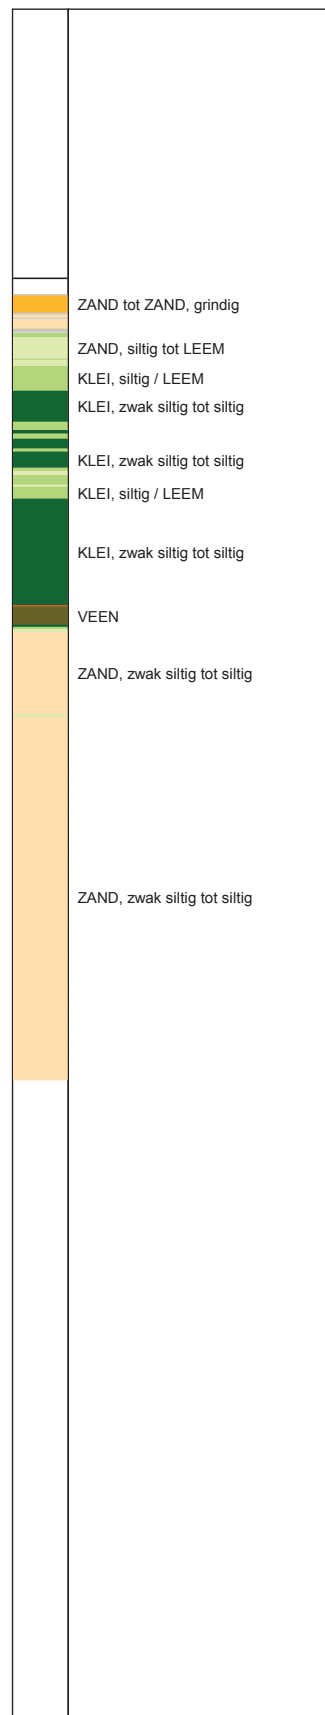 ZAND tot ZAND, grindig
ZAND, siltig tot LEEM
KLEI, siltig / LEEM
KLEI, zwak siltig tot siltig
KLEI, zwak siltig tot siltig
KLEI, siltig / LEEM
KLEI, zwak siltig tot siltig
VEEN
ZAND, zwak siltig tot siltig
ZAND, zwak siltig tot siltig